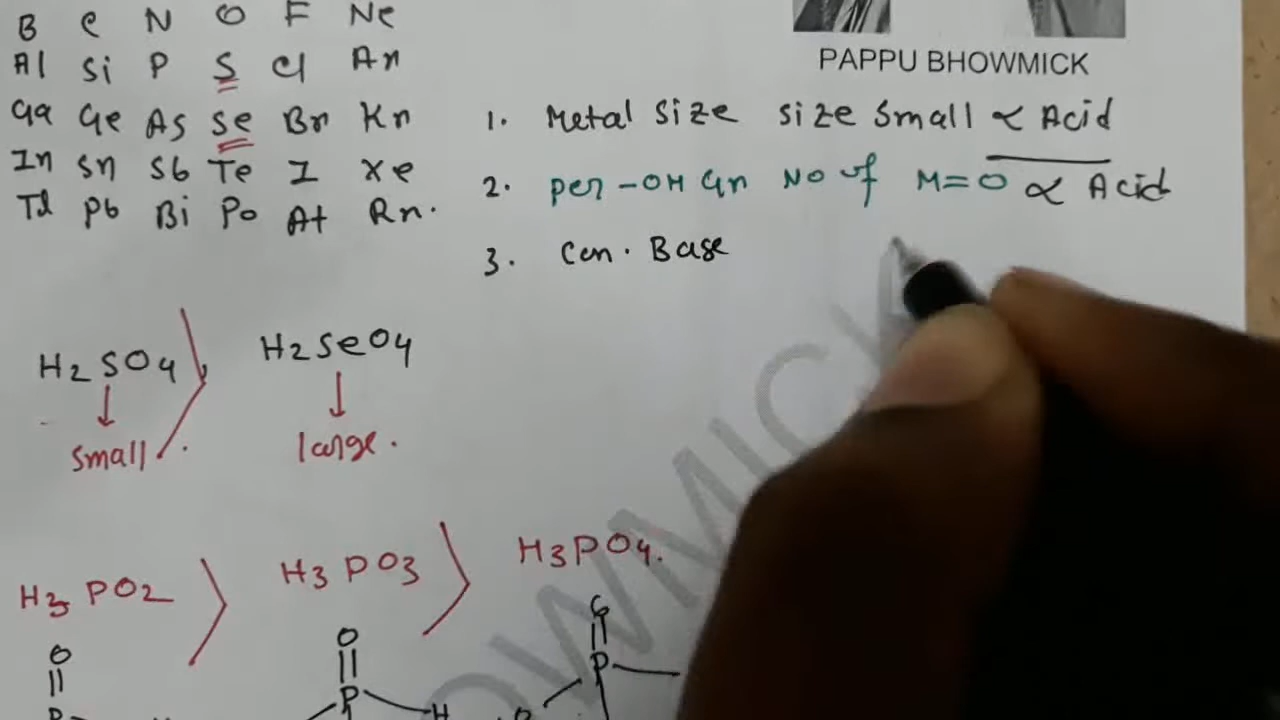 B C N O F Ne
Al Si P S Cl Ar
Ga Ge As Se Br Kr
In Sn Sb Te I Xe
Tl Pb Bi Po At Rn.
PAPPU BHOWMICK
1. Metal Size size Small ∝ Acid
2. per -OH Gr No of M=O ∝ Acid
3. Con. Base
H2SO4 , H2SeO4
small. large.
H3PO2 > H3PO3 > H3PO4.
O O O
P P P
H O
OWMICK